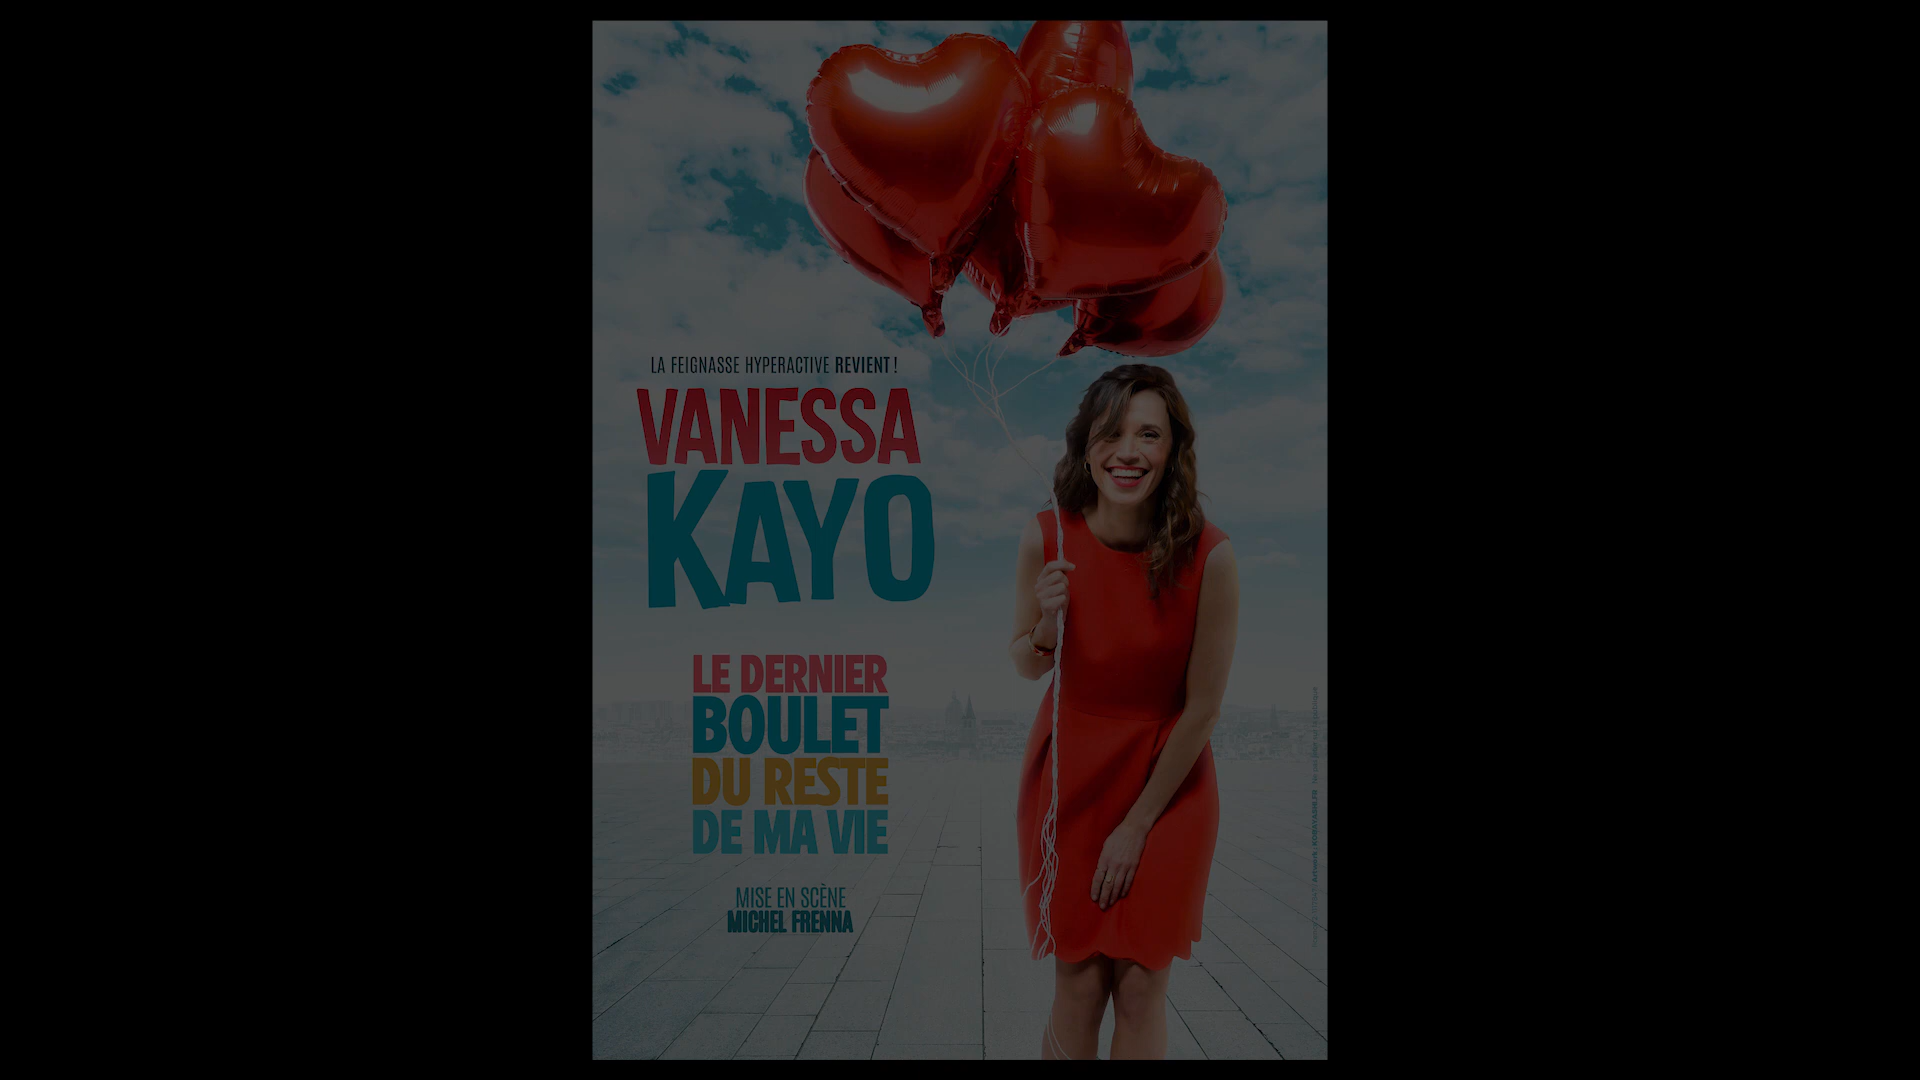 LA FEIGNASSE HYPERACTIVE REVIENT !
VANESSA
KAYO
LE DERNIER
BOULET
DU RESTE
DE MA VIE
MISE EN SCÈNE
MICHEL FRENNA